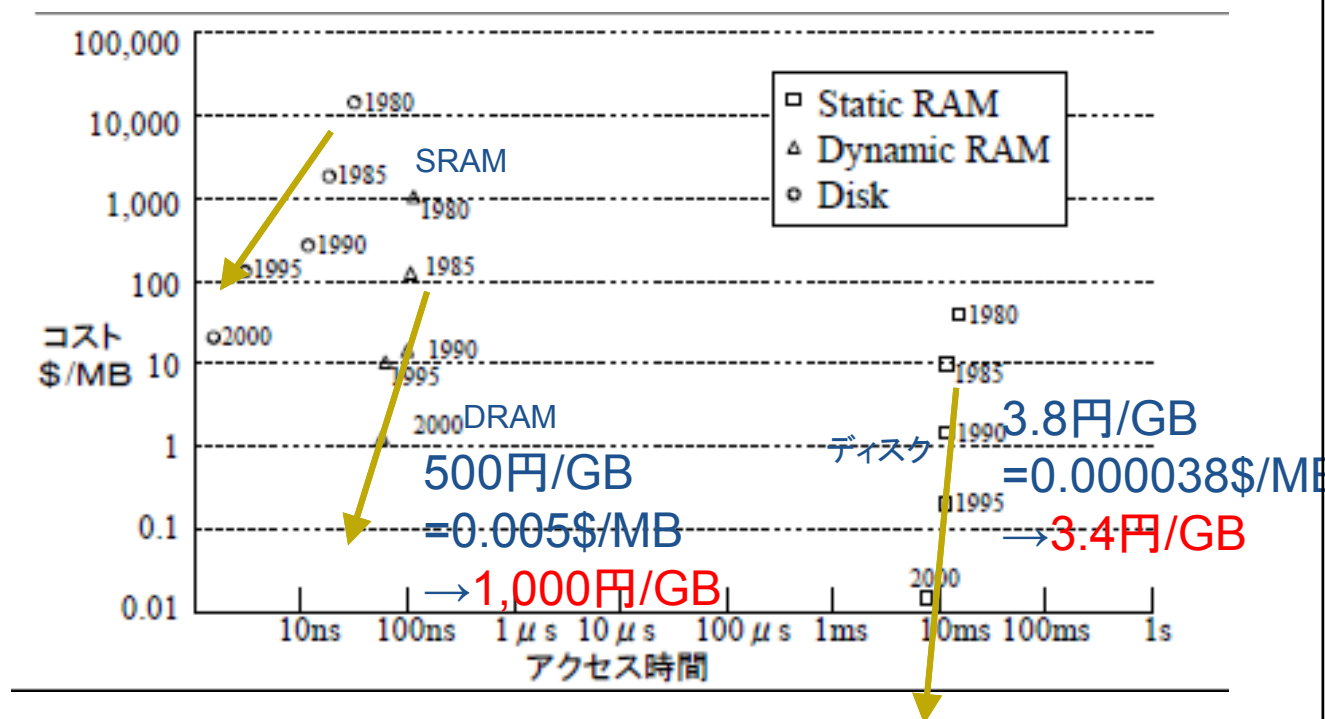 100,000
10,000
1,000
100
10
1
0.1
0.01
コスト
$/MB
□ Static RAM
△ Dynamic RAM
○ Disk
1980
1985
1990
1995
2000
SRAM
1980
1985
1990
1995
2000
DRAM
500円/GB
=0.005$/MB
→1,000円/GB
1980
1985
1990
1995
2000
ディスク
3.8円/GB
=0.000038$/MB
→3.4円/GB
10ns 100ns 1μs 10μs 100μs 1ms 10ms 100ms 1s
アクセス時間